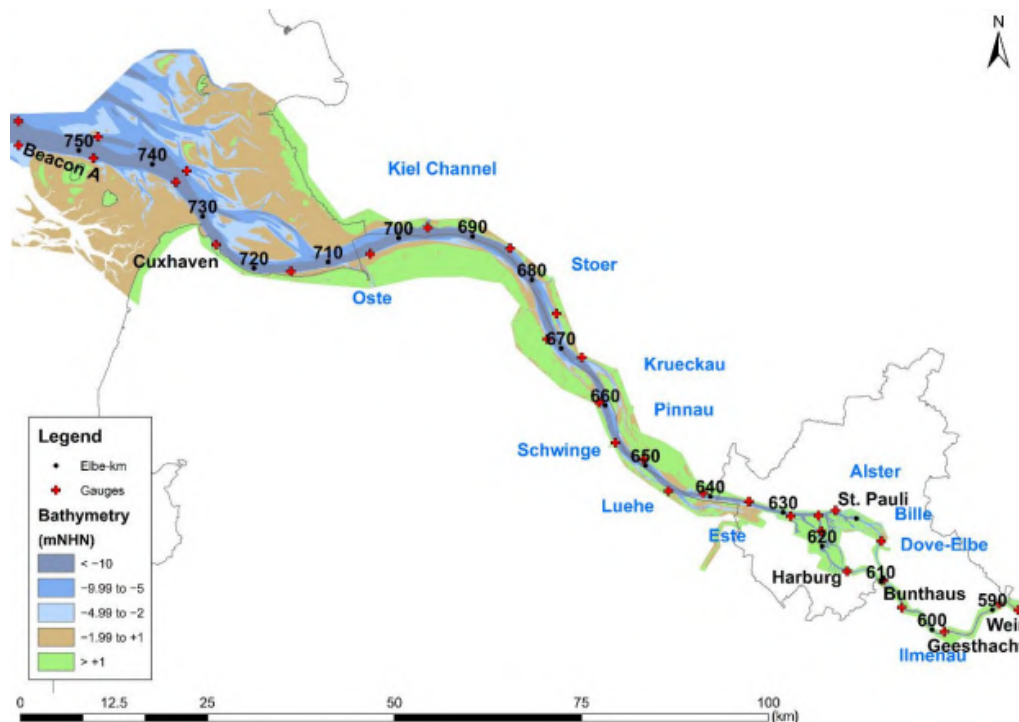 N
750
Beacon A
740
730
Kiel Channel
700
690
710
720
Cuxhaven
680
Stoer
Oste
670
Krueckau
660
Pinnau
Schwinge
650
Alster
640
630
St. Pauli
Luehe
Bille
Este
620
Dove-Elbe
Harburg
610
Bunthaus
590
600
Wein
Geesthacht
Ilmenau
Legend
Elbe-km
Gauges
Bathymetry
(mNHN)
< −10
−9.99 to −5
−4.99 to −2
−1.99 to +1
> +1
0 12.5 25 50 75 100
[km]